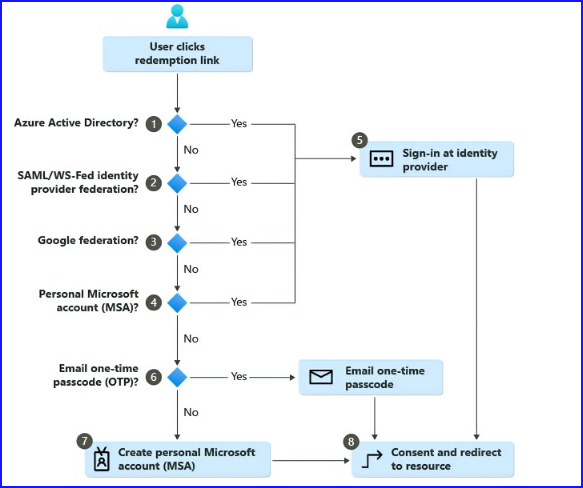 User clicks
redemption link
Azure Active Directory?
1
Yes
No
5
Sign-in at identity
provider
SAML/WS-Fed identity
provider federation?
2
Yes
No
Google federation?
3
Yes
No
Personal Microsoft
account (MSA)?
4
Yes
No
Email one-time
passcode (OTP)?
6
Yes
Email one-time
passcode
No
7
Create personal Microsoft
account (MSA)
8
Consent and redirect
to resource